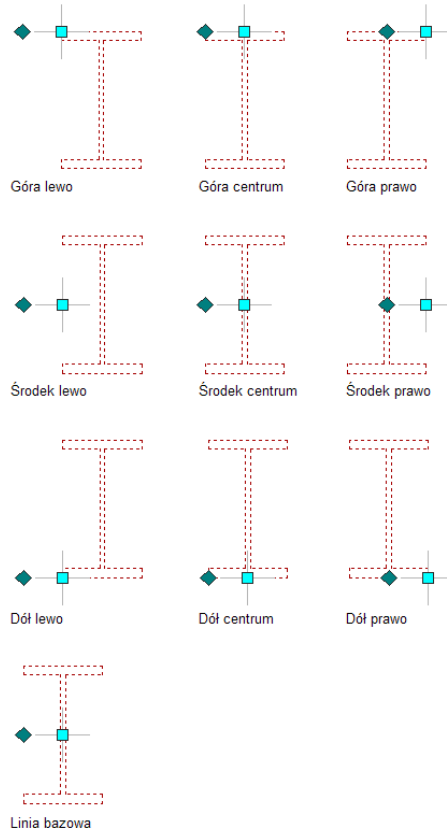 Góra lewo
Góra centrum
Góra prawo
Środek lewo
Środek centrum
Środek prawo
Dół lewo
Dół centrum
Dół prawo
Linia bazowa